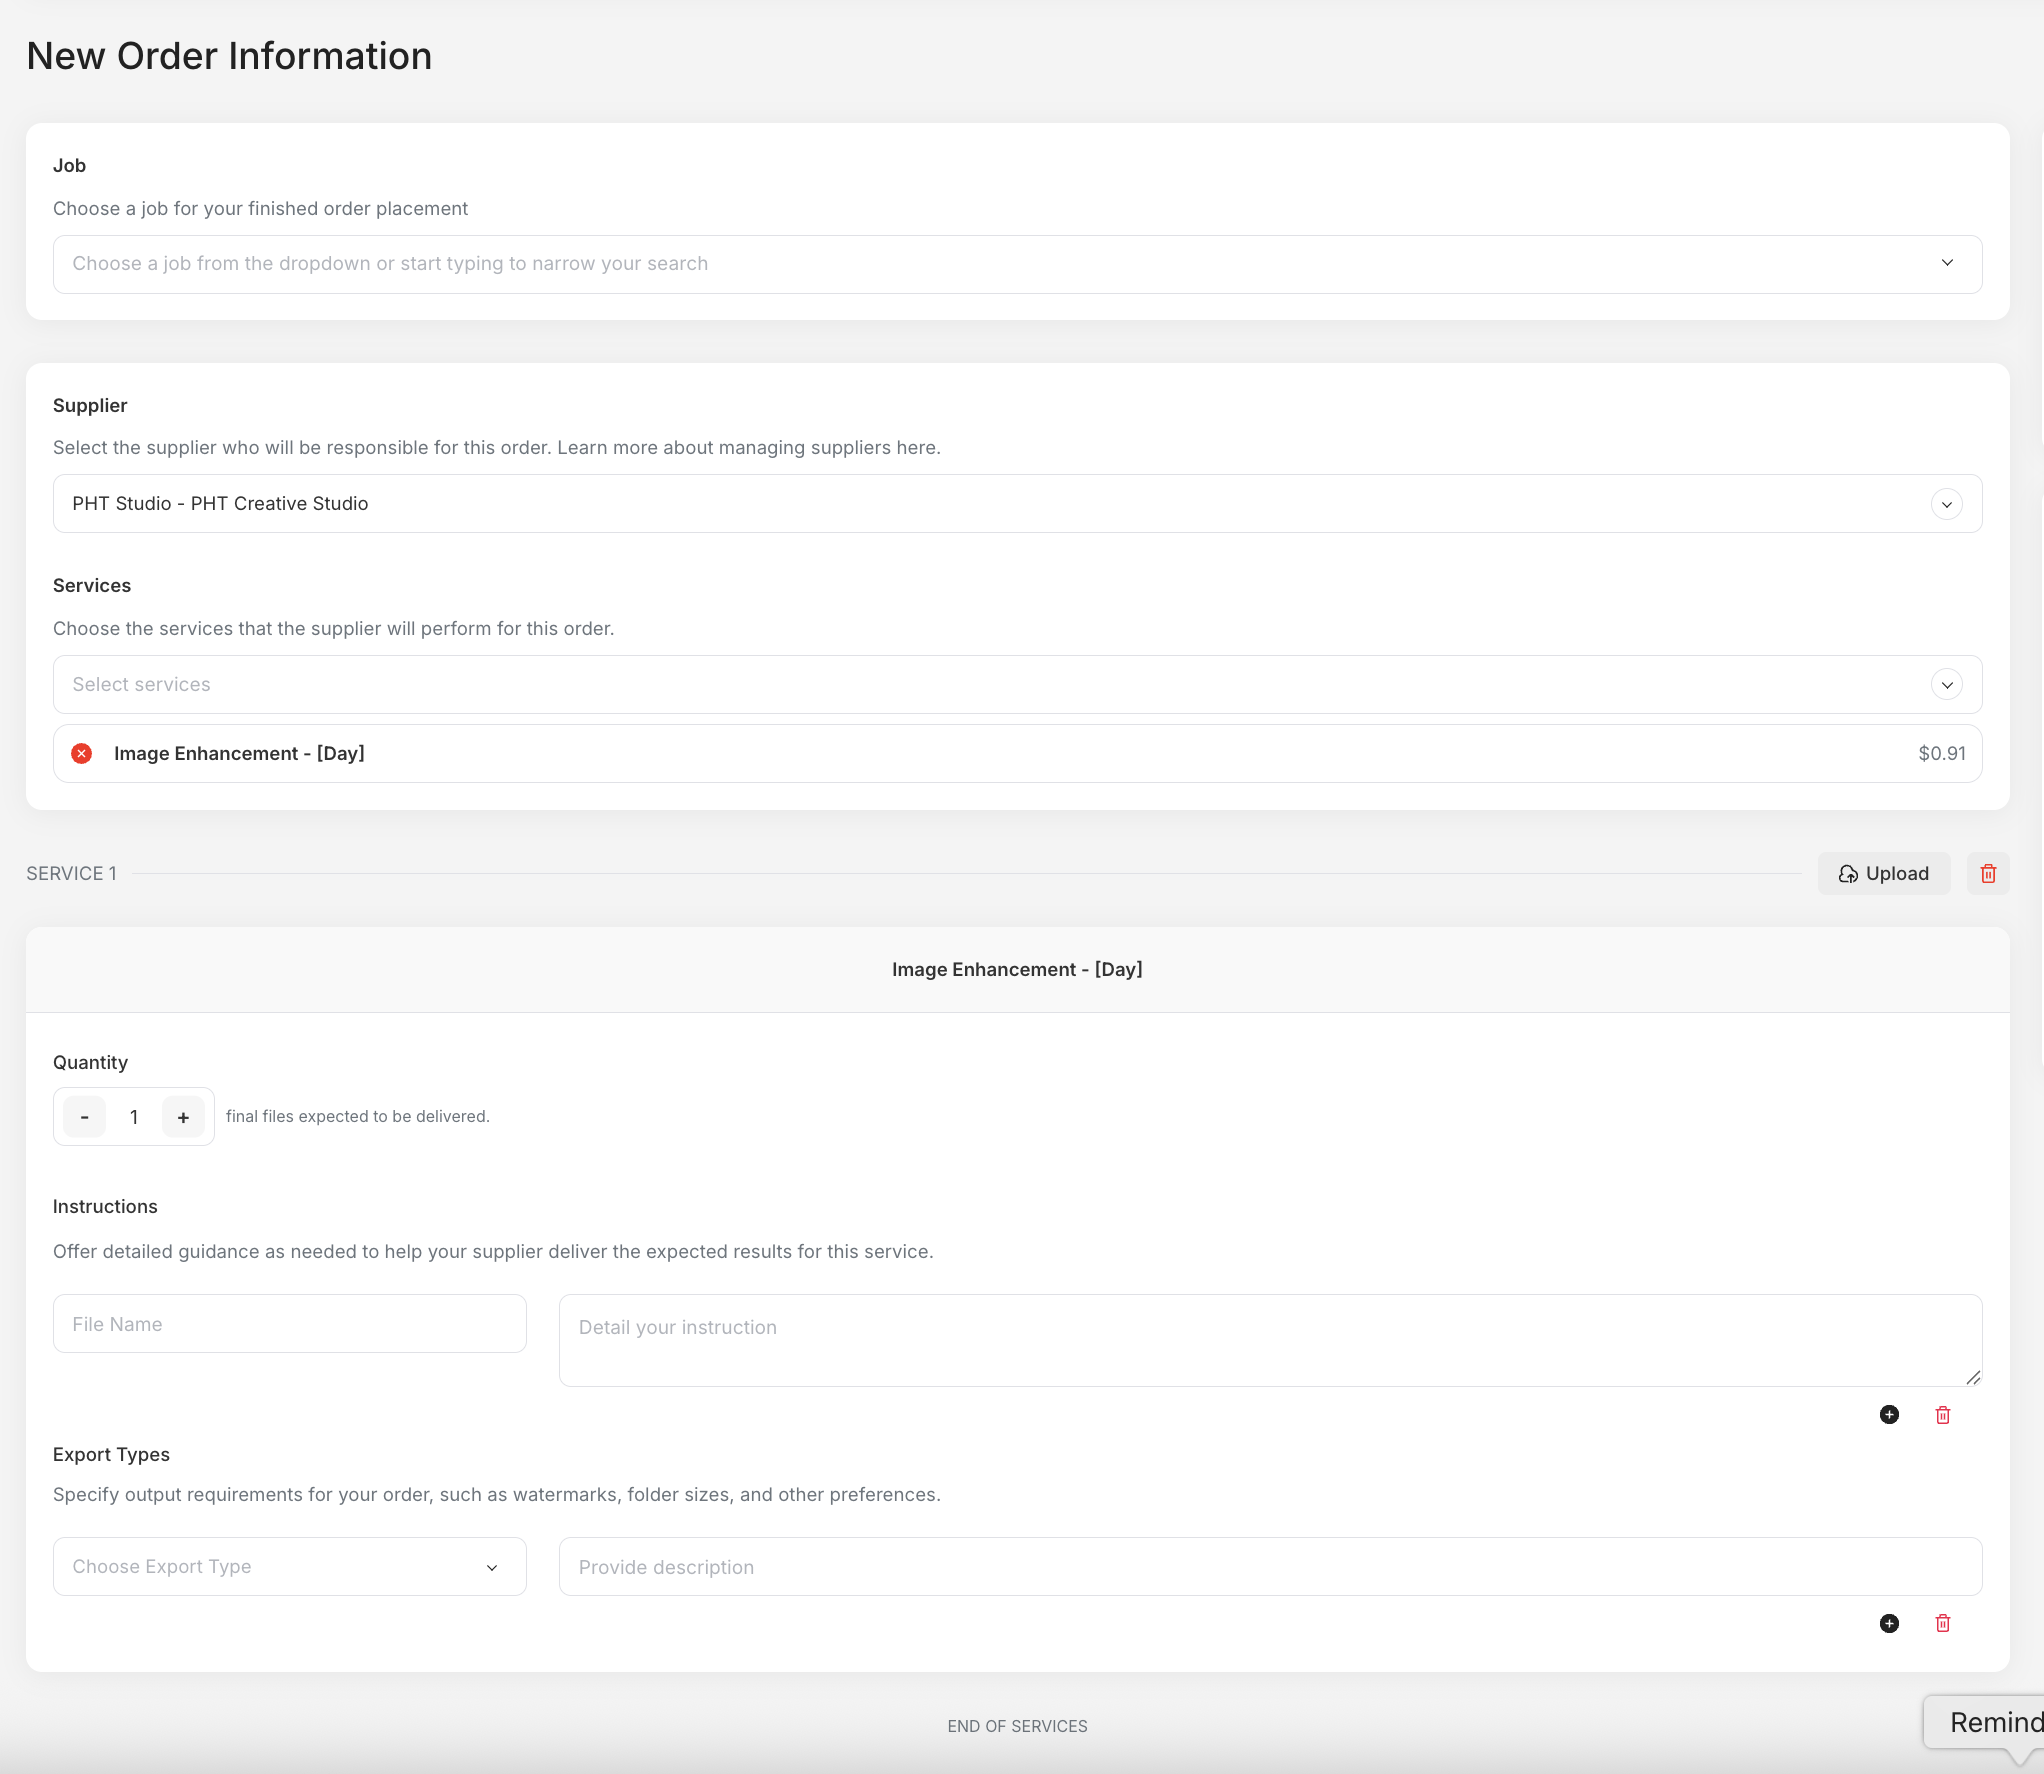 New Order Information
Job
Choose a job for your finished order placement
Choose a job from the dropdown or start typing to narrow your search
Supplier
Select the supplier who will be responsible for this order. Learn more about managing suppliers here.
PHT Studio - PHT Creative Studio
Services
Choose the services that the supplier will perform for this order.
Select services
Image Enhancement - [Day] $0.91
SERVICE 1 Upload
Image Enhancement - [Day]
Quantity
- 1 + final files expected to be delivered.
Instructions
Offer detailed guidance as needed to help your supplier deliver the expected results for this service.
File Name Detail your instruction
Export Types
Specify output requirements for your order, such as watermarks, folder sizes, and other preferences.
Choose Export Type Provide description
END OF SERVICES
Remind